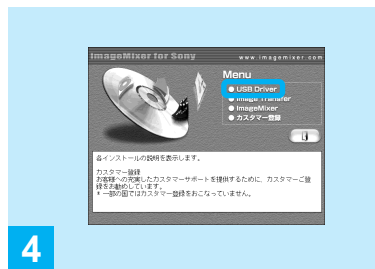 ImageMixer for Sony
www.imagemixer.com
Menu
USB Driver
Image Transfer
ImageMixer
カスタマー登録
各インストールの説明を表示します。
カスタマー登録
お客様への充実したカスタマーサポートを提供するために、カスタマーご登
録をお勧めしています。
* 一部の国ではカスタマー登録をおこなっていません。
4